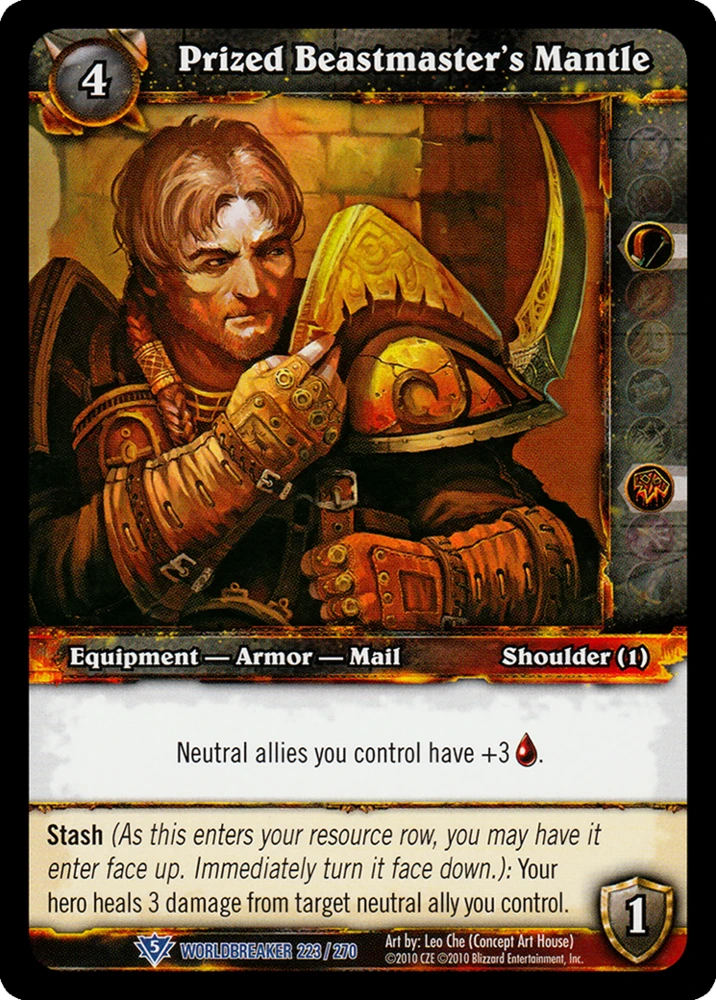 4
Prized Beastmaster's Mantle
Equipment — Armor — Mail
Shoulder (1)
Neutral allies you control have +3 .
Stash (As this enters your resource row, you may have it
enter face up. Immediately turn it face down.): Your
hero heals 3 damage from target neutral ally you control.
1
5
WORLDBREAKER 223/270
Art by: Leo Che (Concept Art House)
©2010 CZE ©2010 Blizzard Entertainment, Inc.